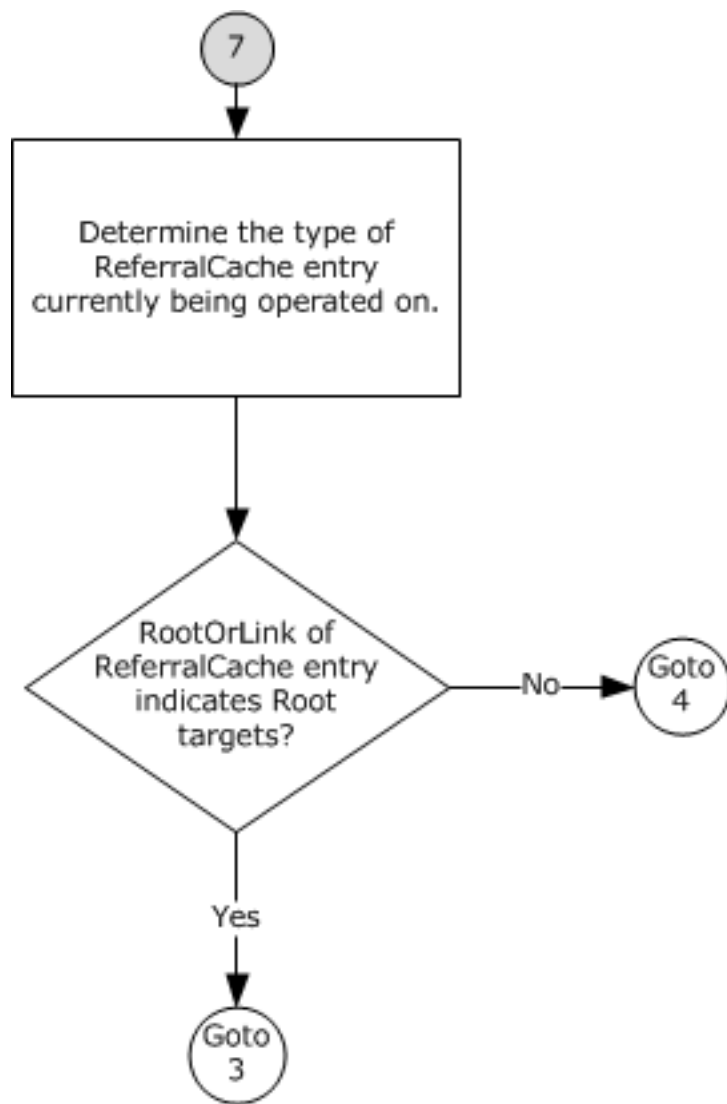 7
Determine the type of
ReferralCache entry
currently being operated on.
RootOrLink of
ReferralCache entry
indicates Root
targets?
No
Goto
4
Yes
Goto
3